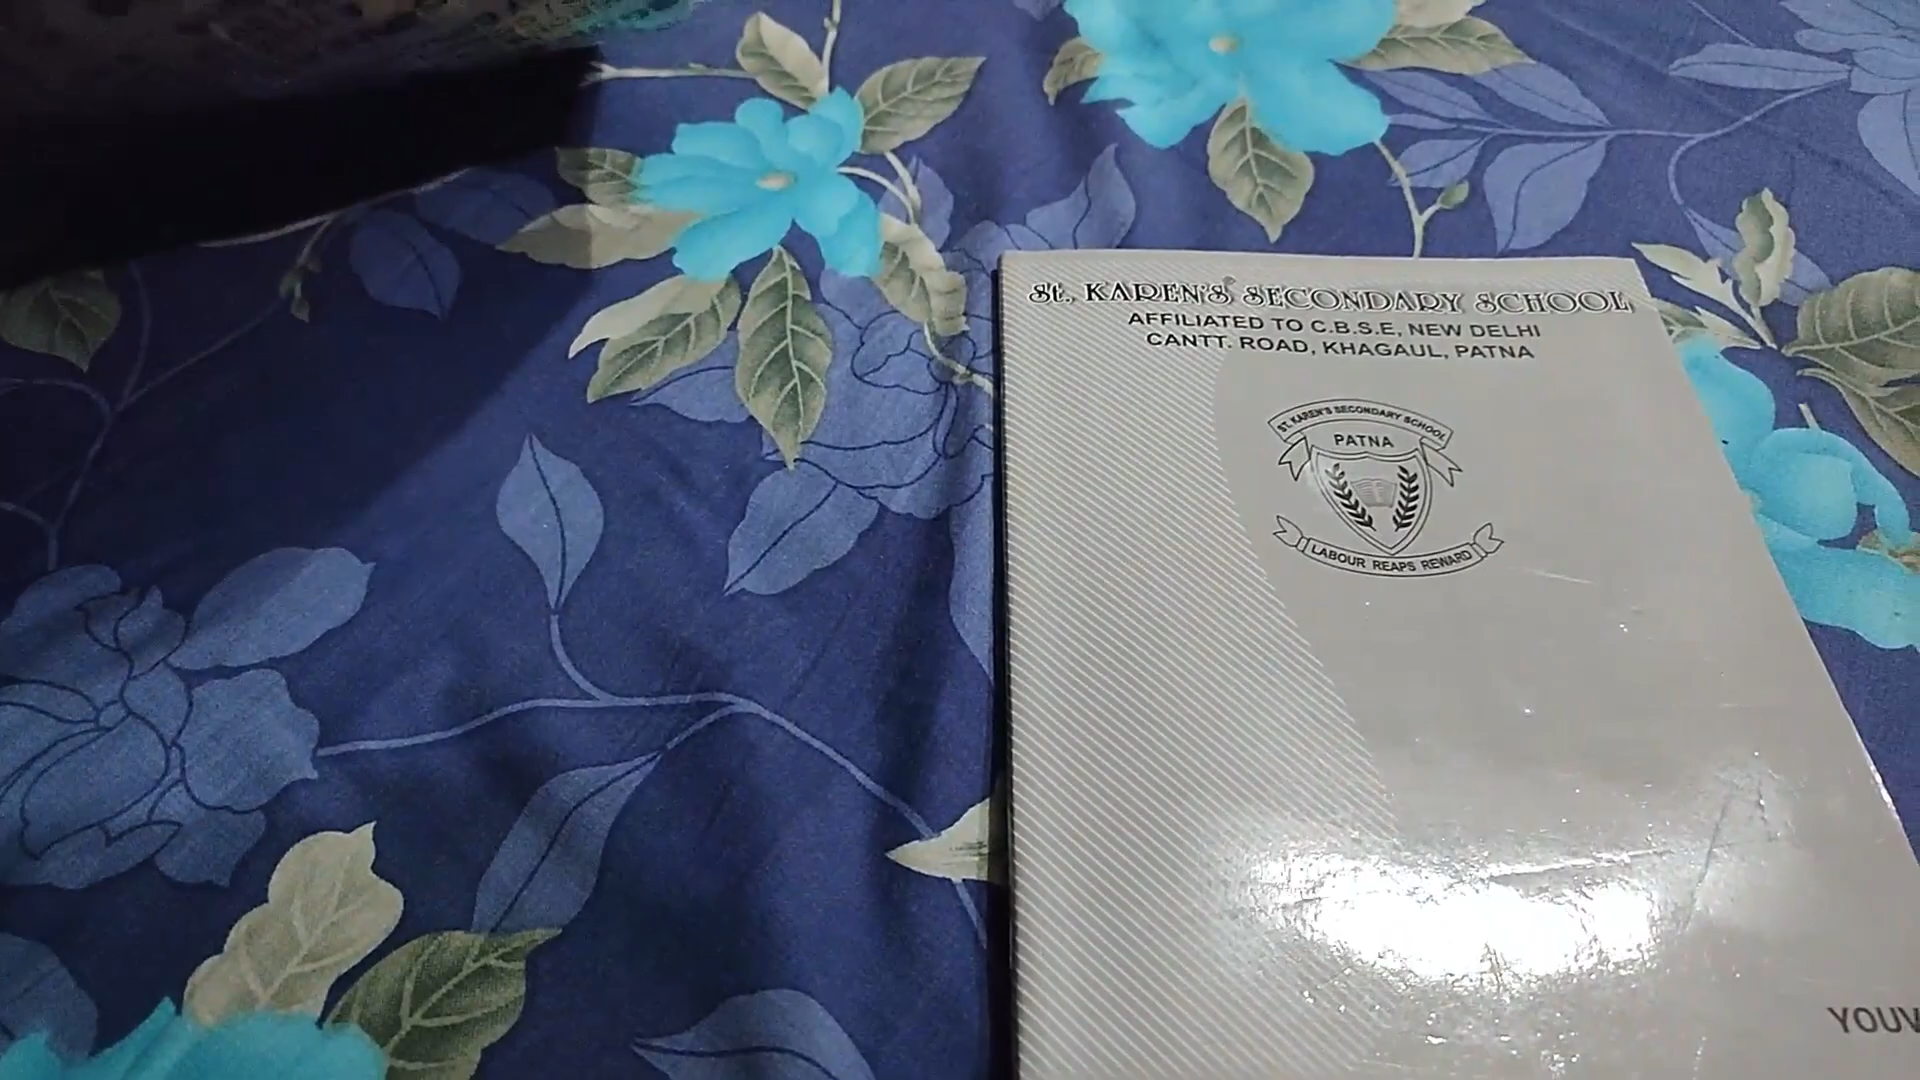 St. KAREN'S SECONDARY SCHOOL
AFFILIATED TO C.B.S.E, NEW DELHI
CANTT. ROAD, KHAGAUL, PATNA
ST. KAREN'S SECONDARY SCHOOL
PATNA
LABOUR REAPS REWARD
YOUV